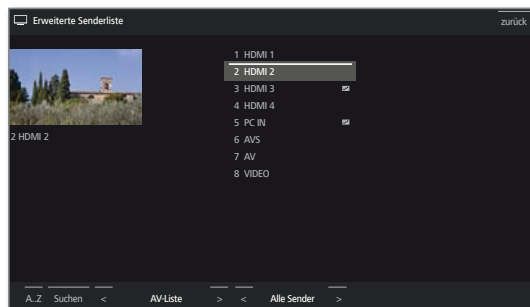 Erweiterte Senderliste
zurück
1 HDMI 1
2 HDMI 2
3 HDMI 3
4 HDMI 4
5 PC IN
6 AVS
7 AV
8 VIDEO
2 HDMI 2
A..Z Suchen < AV-Liste > < Alle Sender >